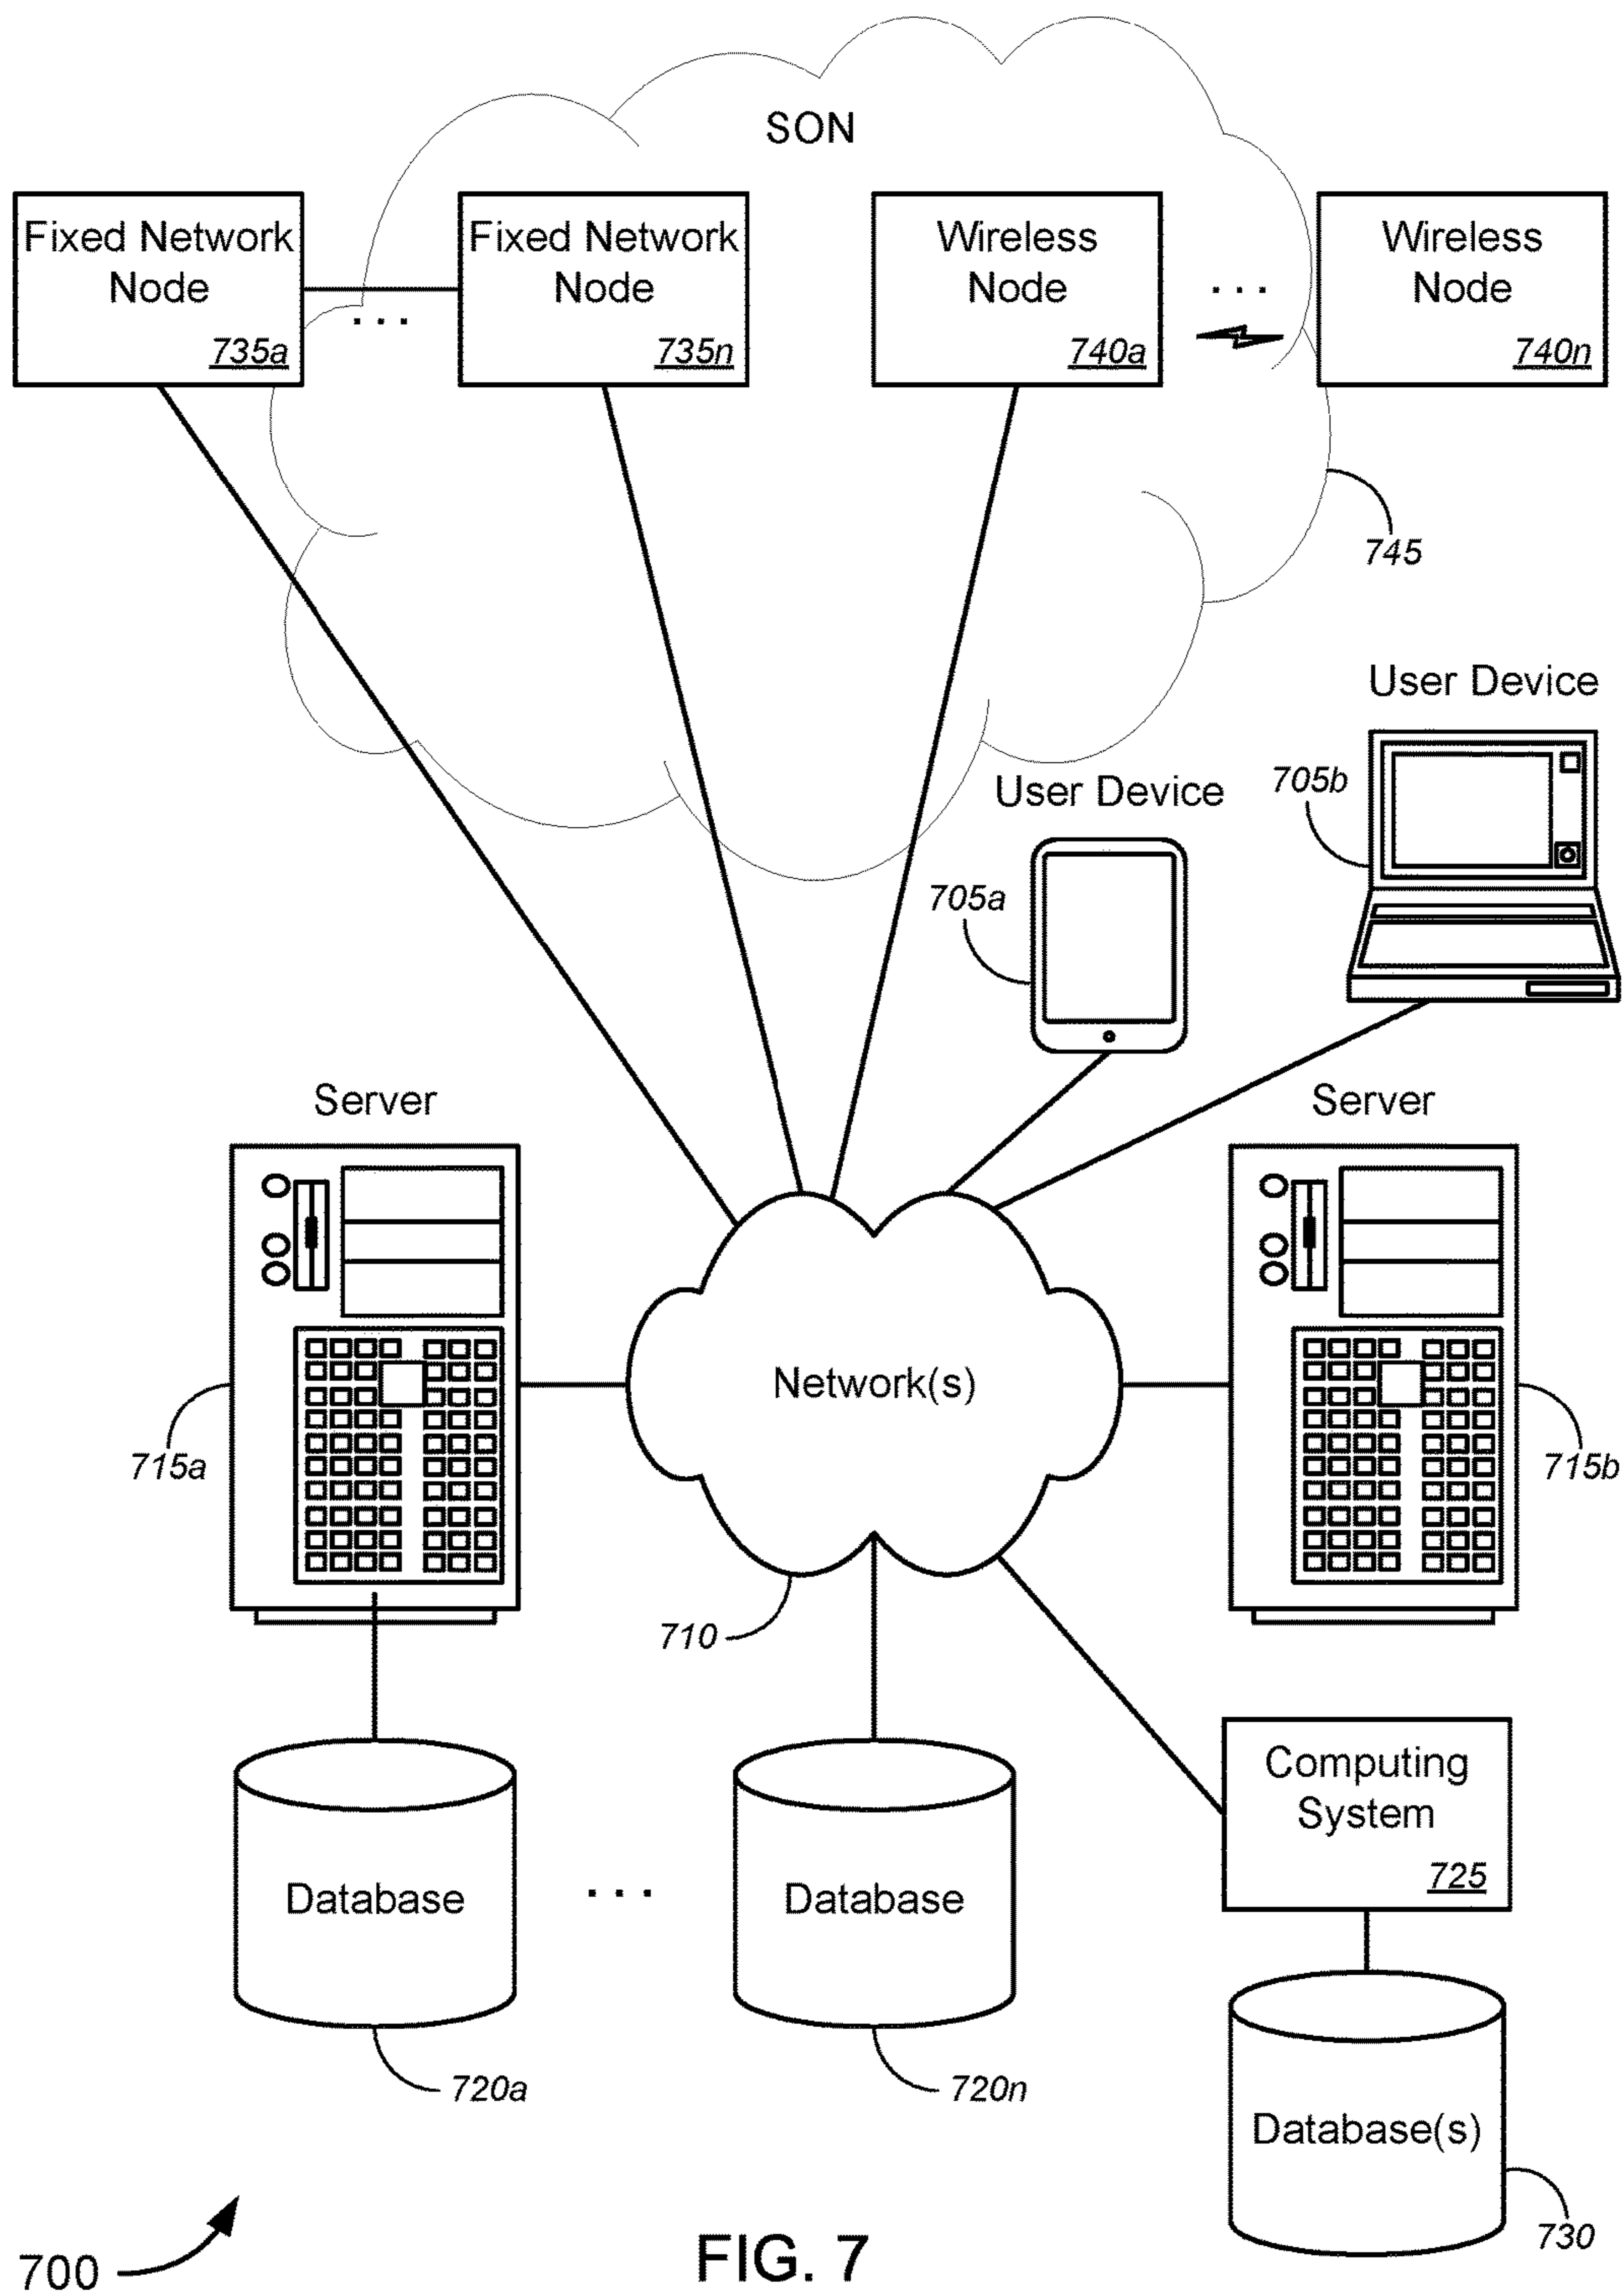 SON
Fixed Network
Node
735a
. . .
Fixed Network
Node
735n
Wireless
Node
740a
. . .
Wireless
Node
740n
745
User Device
705b
User Device
705a
Server
715a
Server
715b
Network(s)
710
Computing
System
725
Database
720a
. . .
Database
720n
Database(s)
730
700
FIG. 7